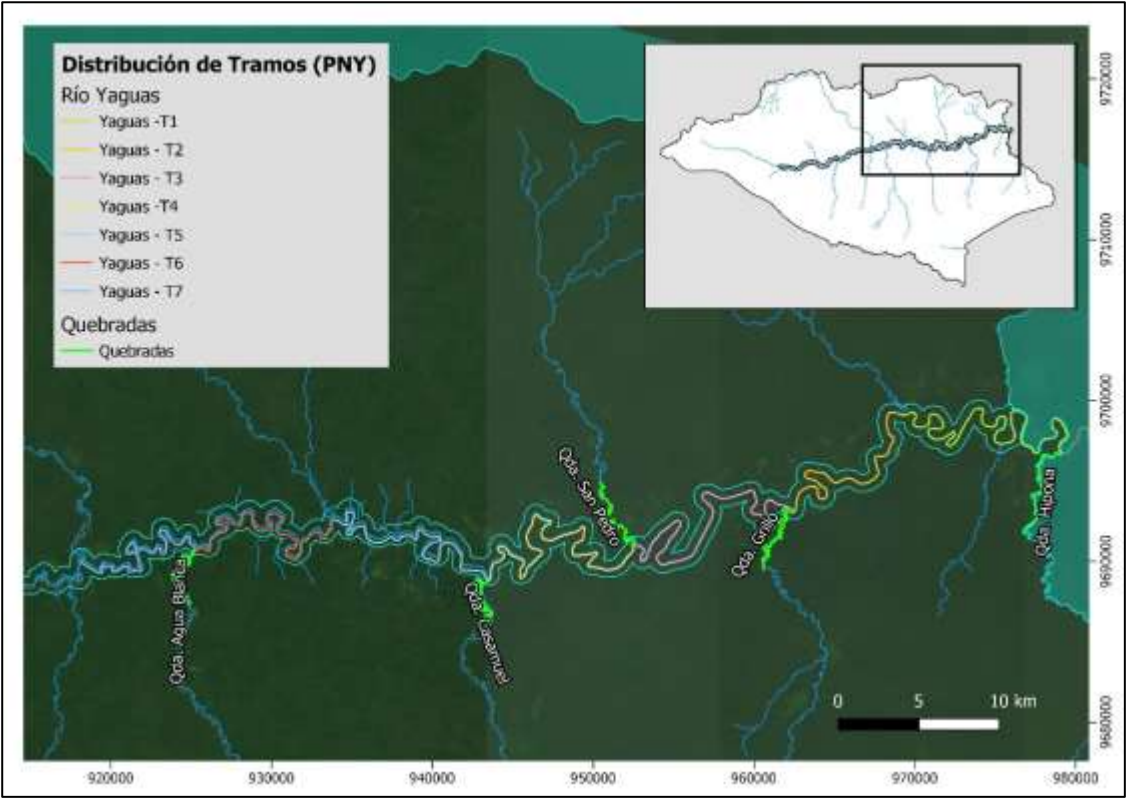 Distribución de Tramos (PNY)
Río Yaguas
Yaguas -T1
Yaguas - T2
Yaguas - T3
Yaguas -T4
Yaguas - T5
Yaguas - T6
Yaguas - T7
Quebradas
Quebradas
9720000
9710000
9700000
9690000
9680000
Qda. San Pedro
Qda. Grillo
Qda. Huona
Qda. Agua Blanca
Qda. Casamuel
0 5 10 km
920000 930000 940000 950000 960000 970000 980000